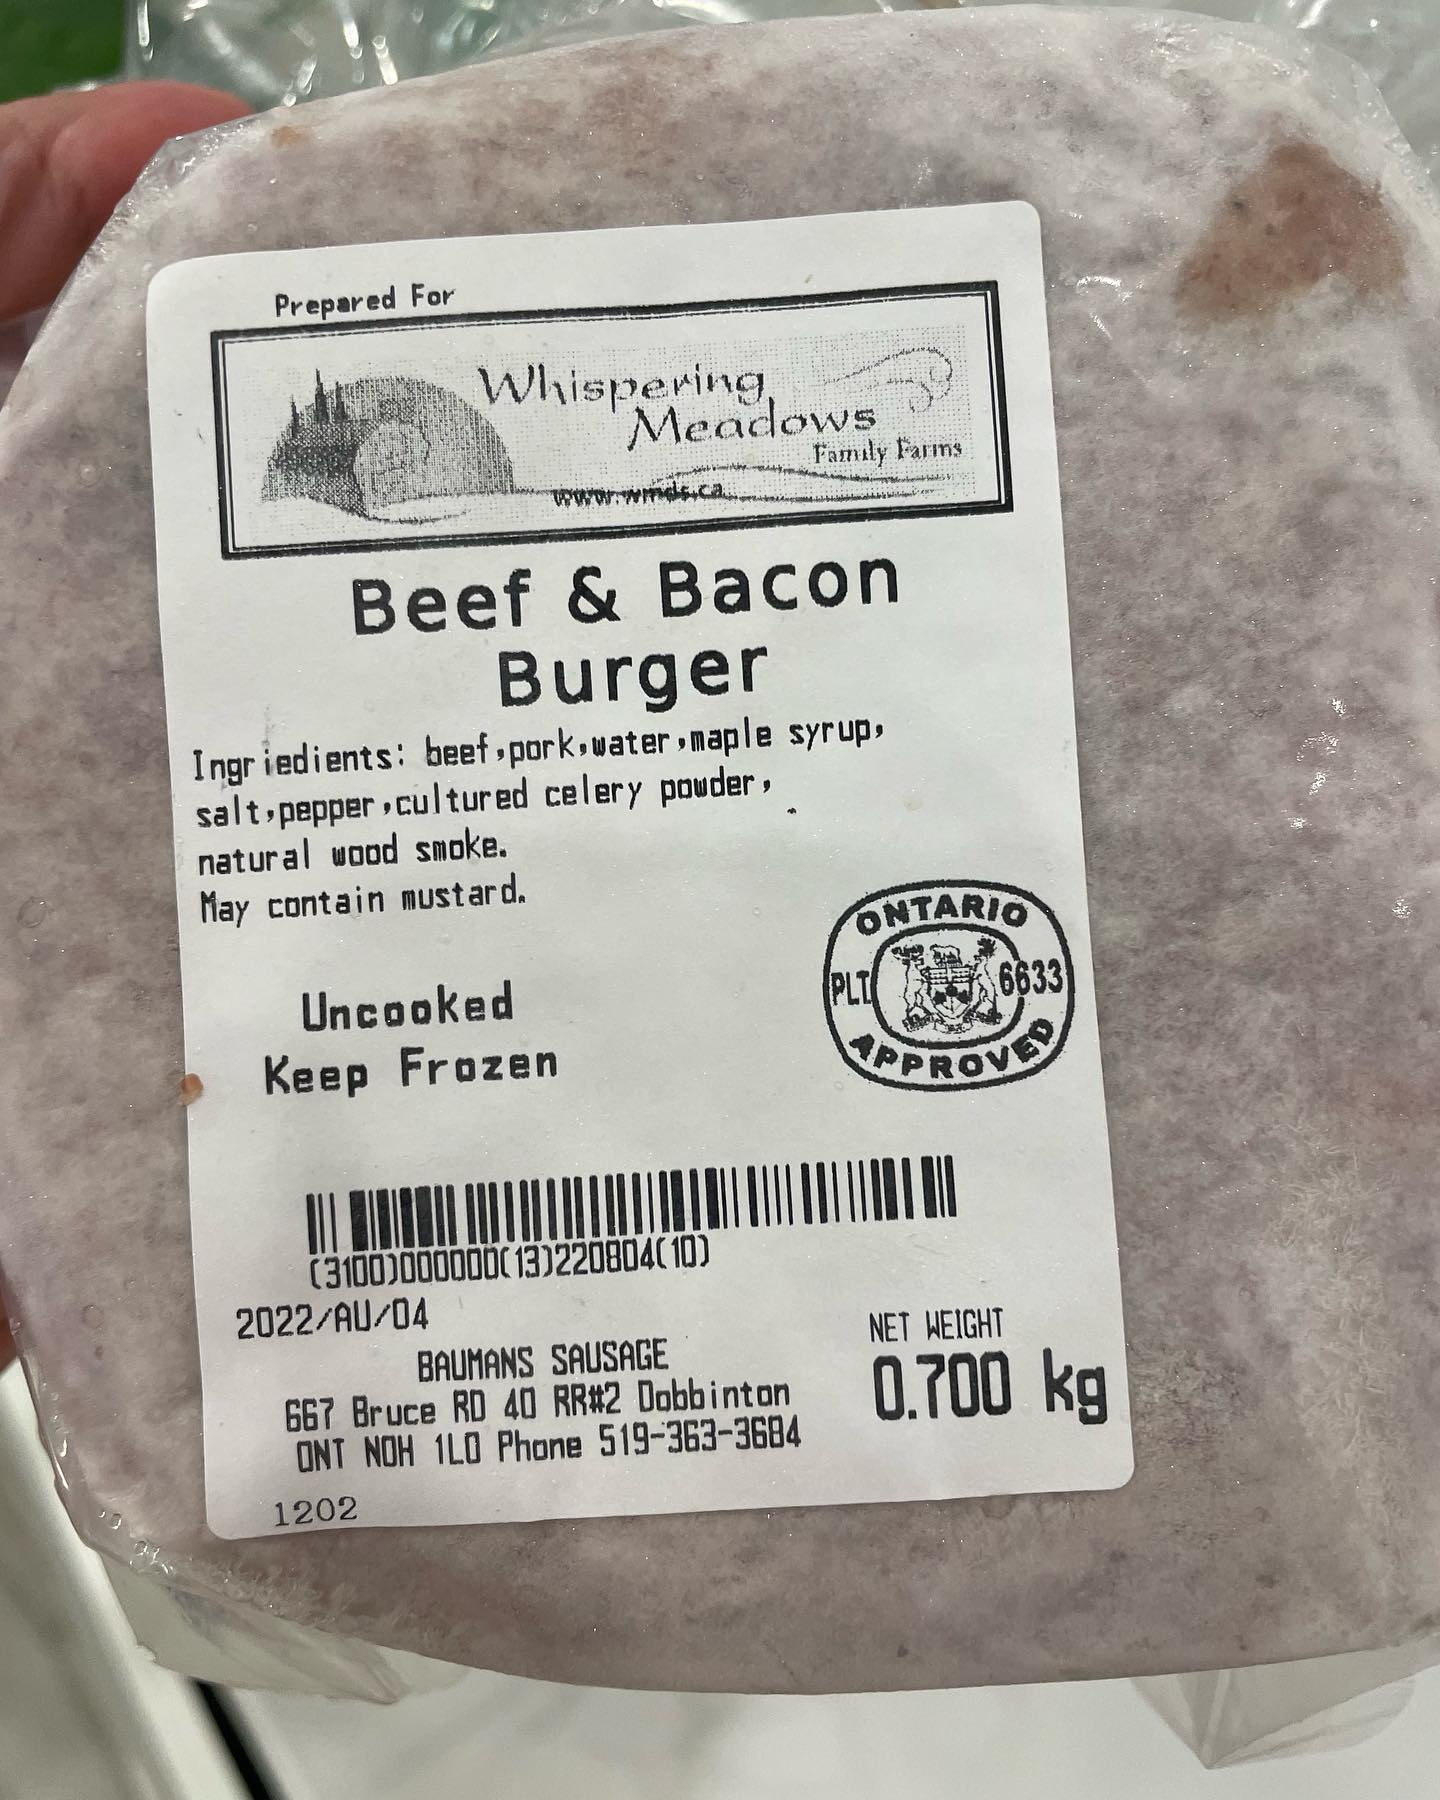 Prepared For
Whispering
Meadows
Family Farms
www.wmds.ca
Beef & Bacon
Burger
Ingriedients: beef,pork,water,maple syrup,
salt,pepper,cultured celery powder,
natural wood smoke.
May contain mustard.
Uncooked
Keep Frozen
ONTARIO
PLT 6633
APPROVED
(3100)000000(13)220804(10)
2022/AU/04
BAUMANS SAUSAGE
667 Bruce RD 40 RR#2 Dobbinton
ONT N0H 1L0 Phone 519-363-3684
NET WEIGHT
0.700 kg
1202